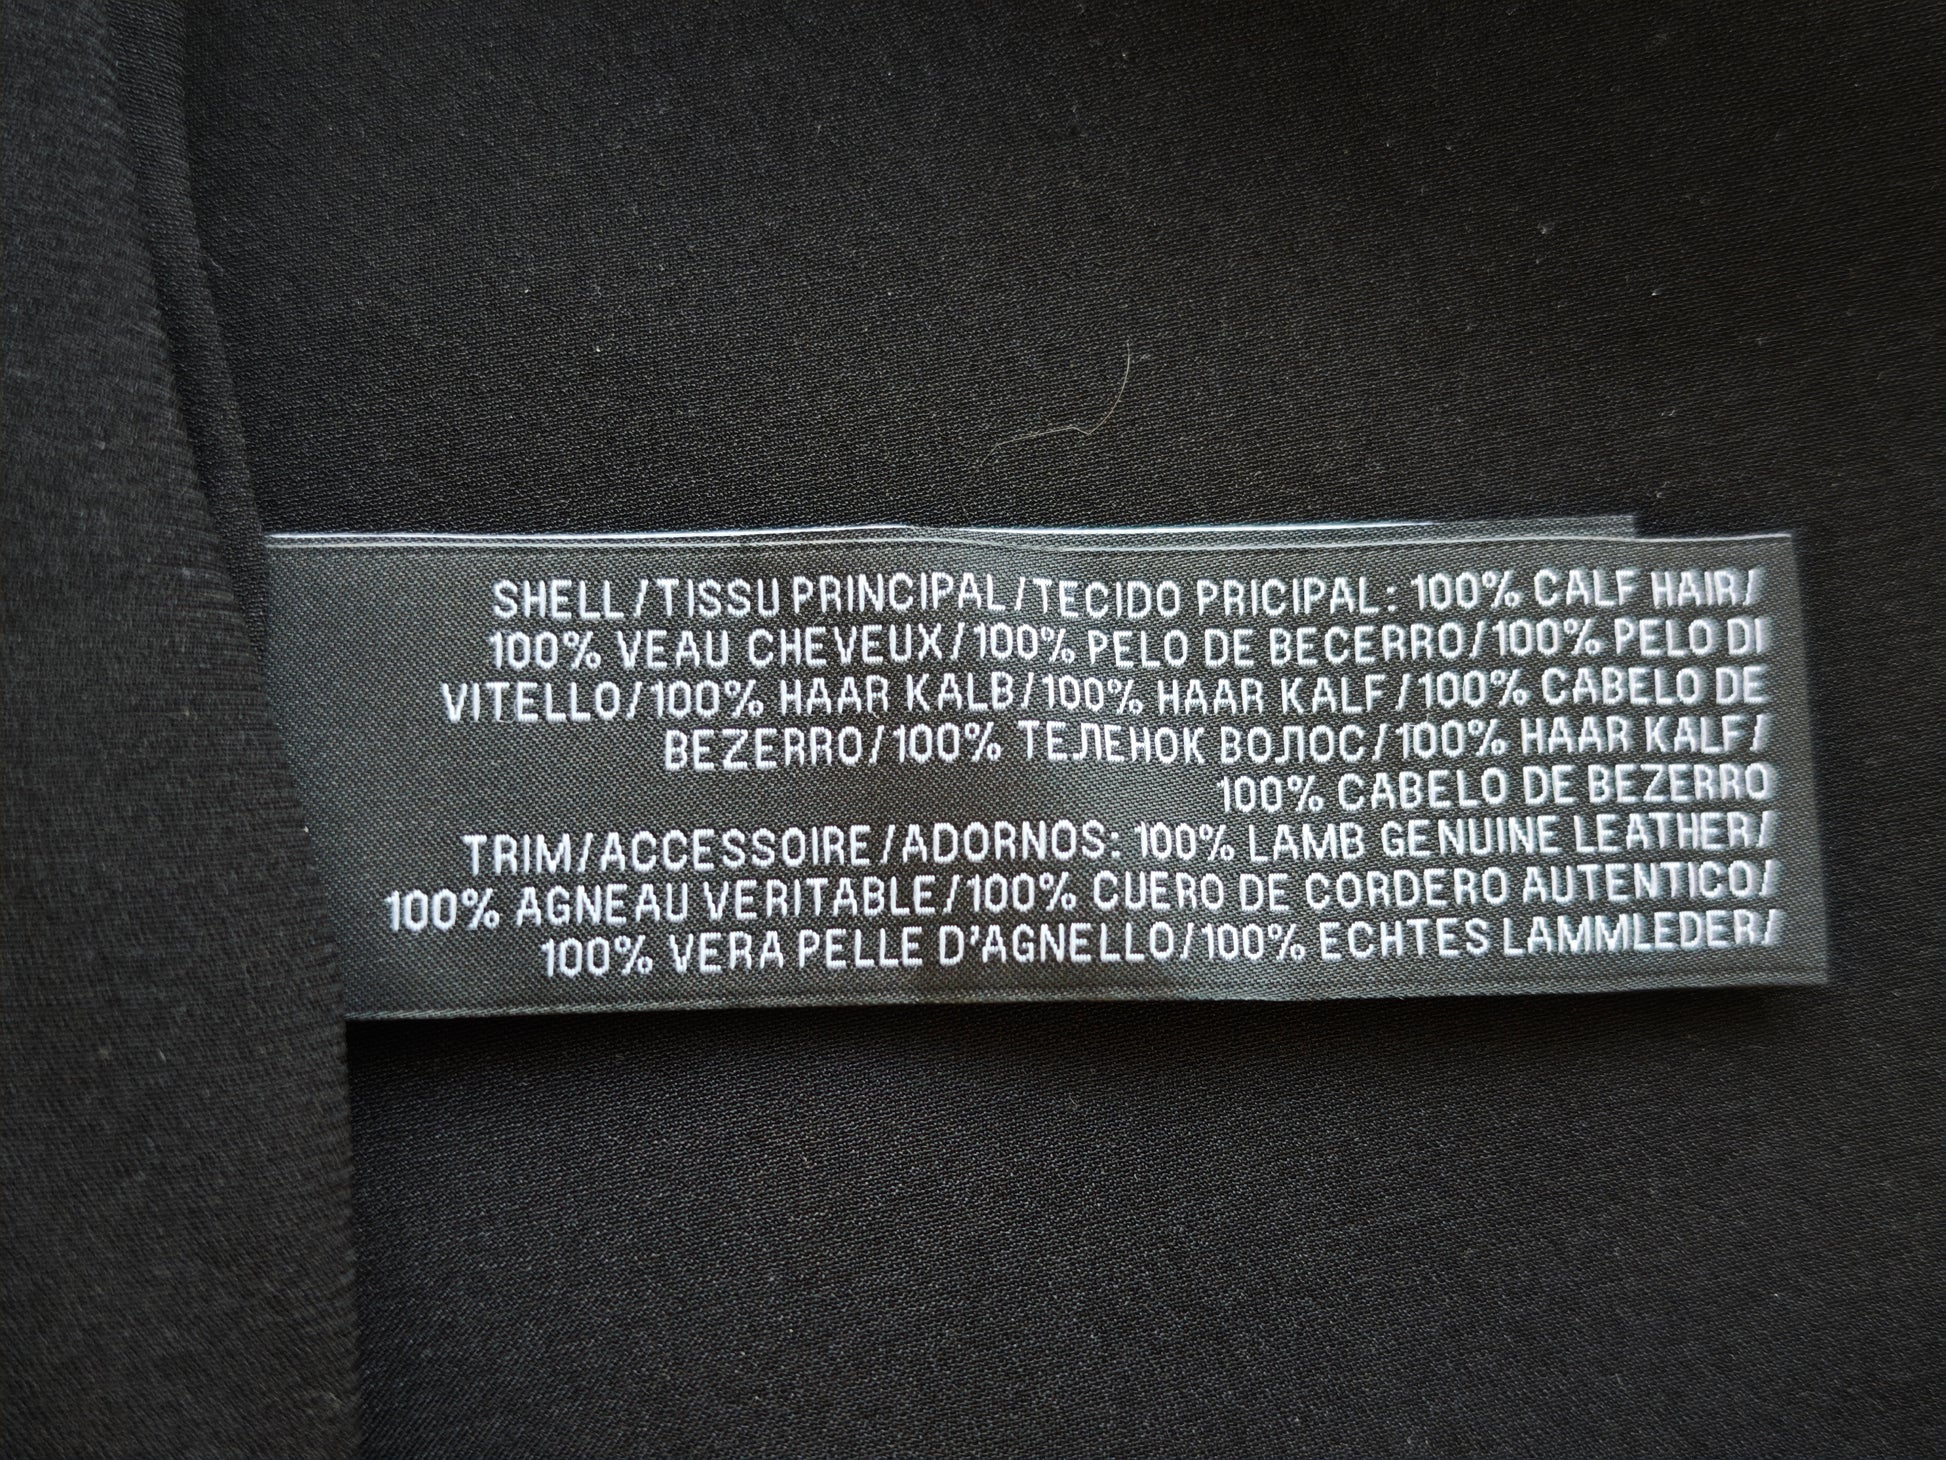 SHELL/TISSU PRINCIPAL/TECIDO PRICIPAL: 100% CALF HAIR/
100% VEAU CHEVEUX/100% PELO DE BECERRO/100% PELO DI
VITELLO/100% HAAR KALB/100% HAAR KALF/100% CABELO DE
BEZERRO/100% ТЕЛЕНОК ВОЛОС/100% HAAR KALF/
100% CABELO DE BEZERRO
TRIM/ACCESSOIRE/ADORNOS: 100% LAMB GENUINE LEATHER/
100% AGNEAU VERITABLE/100% CUERO DE CORDERO AUTENTICO/
100% VERA PELLE D'AGNELLO/100% ECHTES LAMMLEDER/